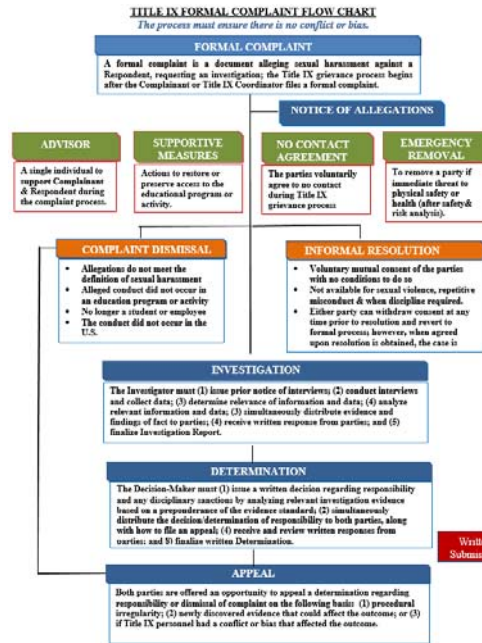 TITLE IX FORMAL COMPLAINT FLOW CHART
The process must ensure there is no conflict or bias.
FORMAL COMPLAINT
A formal complaint is a document alleging sexual harassment against a
Respondent, requesting an investigation; the Title IX grievance process begins
after the Complainant or Title IX Coordinator files a formal complaint.
NOTICE OF ALLEGATIONS
ADVISOR
A single individual to
support Complainant
& Respondent during
the complaint process.
SUPPORTIVE
MEASURES
Actions to restore or
preserve access to the
educational program or
activity.
NO CONTACT
AGREEMENT
The parties voluntarily
agree to no contact
during Title IX
grievance process
EMERGENCY
REMOVAL
To remove a party if
immediate threat to
physical safety or
health (after safety&
risk analysis).
COMPLAINT DISMISSAL
• Allegations do not meet the
definition of sexual harassment
• Alleged conduct did not occur in
an education program or activity
• No longer a student or employee
• The conduct did not occur in the
U.S.
INFORMAL RESOLUTION
• Voluntary mutual consent of the parties
with no conditions to do so
• Not available for sexual violence, repetitive
misconduct & when discipline required.
• Either party can withdraw consent at any
time prior to resolution and revert to
formal process; however, when agreed
upon resolution is obtained, the case is
INVESTIGATION
The Investigator must (1) issue prior notice of interviews; (2) conduct interviews
and collect data; (3) determine relevance of information and data; (4) analyze
relevant information and data; (3) simultaneously distribute evidence and
findings of fact to parties; (4) receive written response from parties; and (5)
finalize Investigation Report.
DETERMINATION
The Decision-Maker must (1) issue a written decision regarding responsibility
and any disciplinary sanctions by analyzing relevant investigation evidence
based on a preponderance of the evidence standard; (2) simultaneously
distribute the decision/determination of responsibility to both parties, along
with how to file an appeal; (4) receive and review written responses from
parties; and 5) finalize written Determination.
Writt
Submiss
APPEAL
Both parties are offered an opportunity to appeal a determination regarding
responsibility or dismissal of complaint on the following basis: (1) procedural
irregularity; (2) newly discovered evidence that could affect the outcome; or (3)
if Title IX personnel had a conflict or bias that affected the outcome.